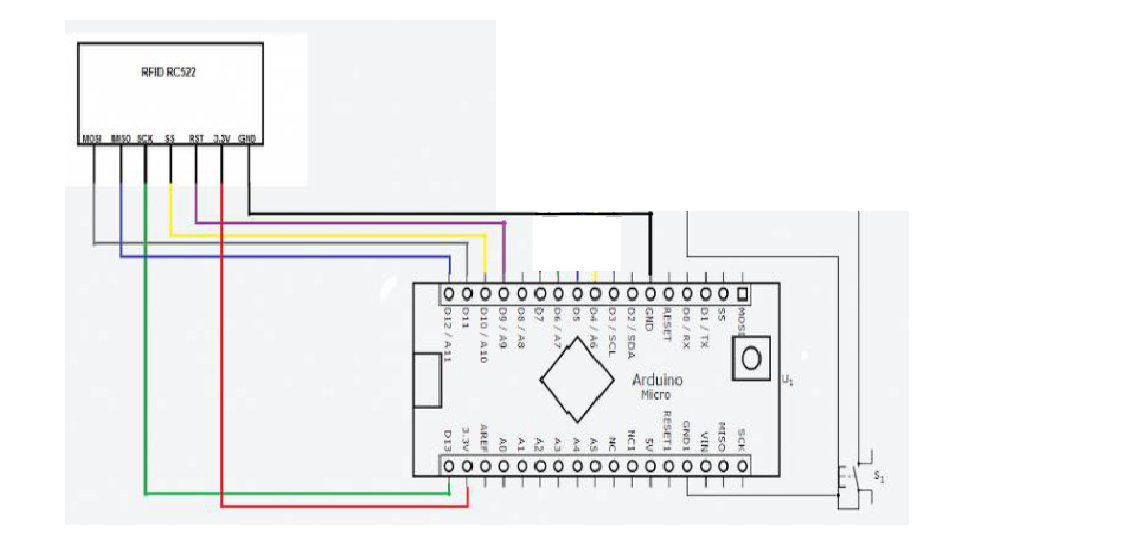 RFID RC522
MOSI MISO SCK SS RST 3.3V GND
D12 / A11
D11
D10 / A10
D9 / A9
D8 / A8
D7
D6 / A7
D5
D4 / A6
D3 / SCL
D2 / SDA
GND
RESET
D0 / RX
D1 / TX
SS
MOSI
Arduino
Micro
U1
D13
3.3V
AREF
A0
A1
A2
A3
A4
A5
NC
NC1
5V
RESET1
GND1
VIN
MISO
SCK
S1